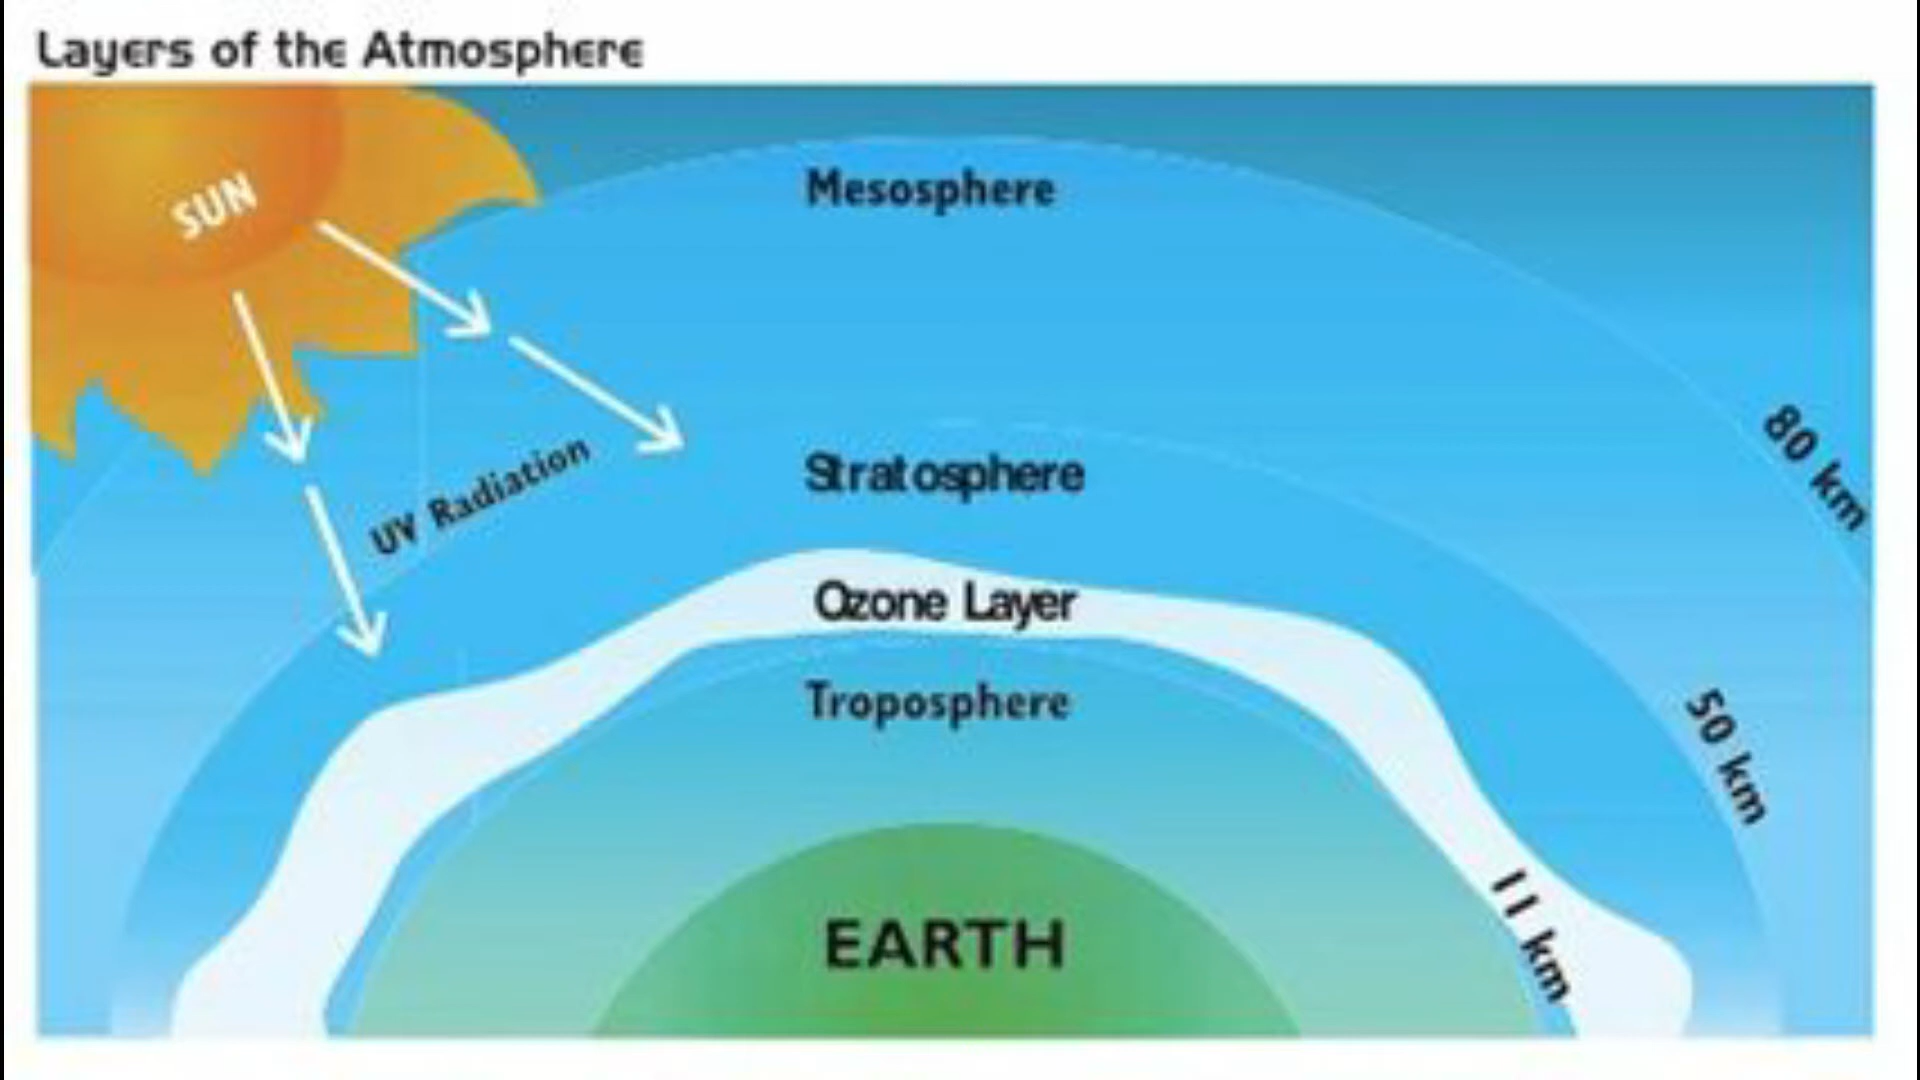 Layers of the Atmosphere
SUN
Mesosphere
80 km
UV Radiation
Stratosphere
Ozone Layer
50 km
Troposphere
11 km
EARTH